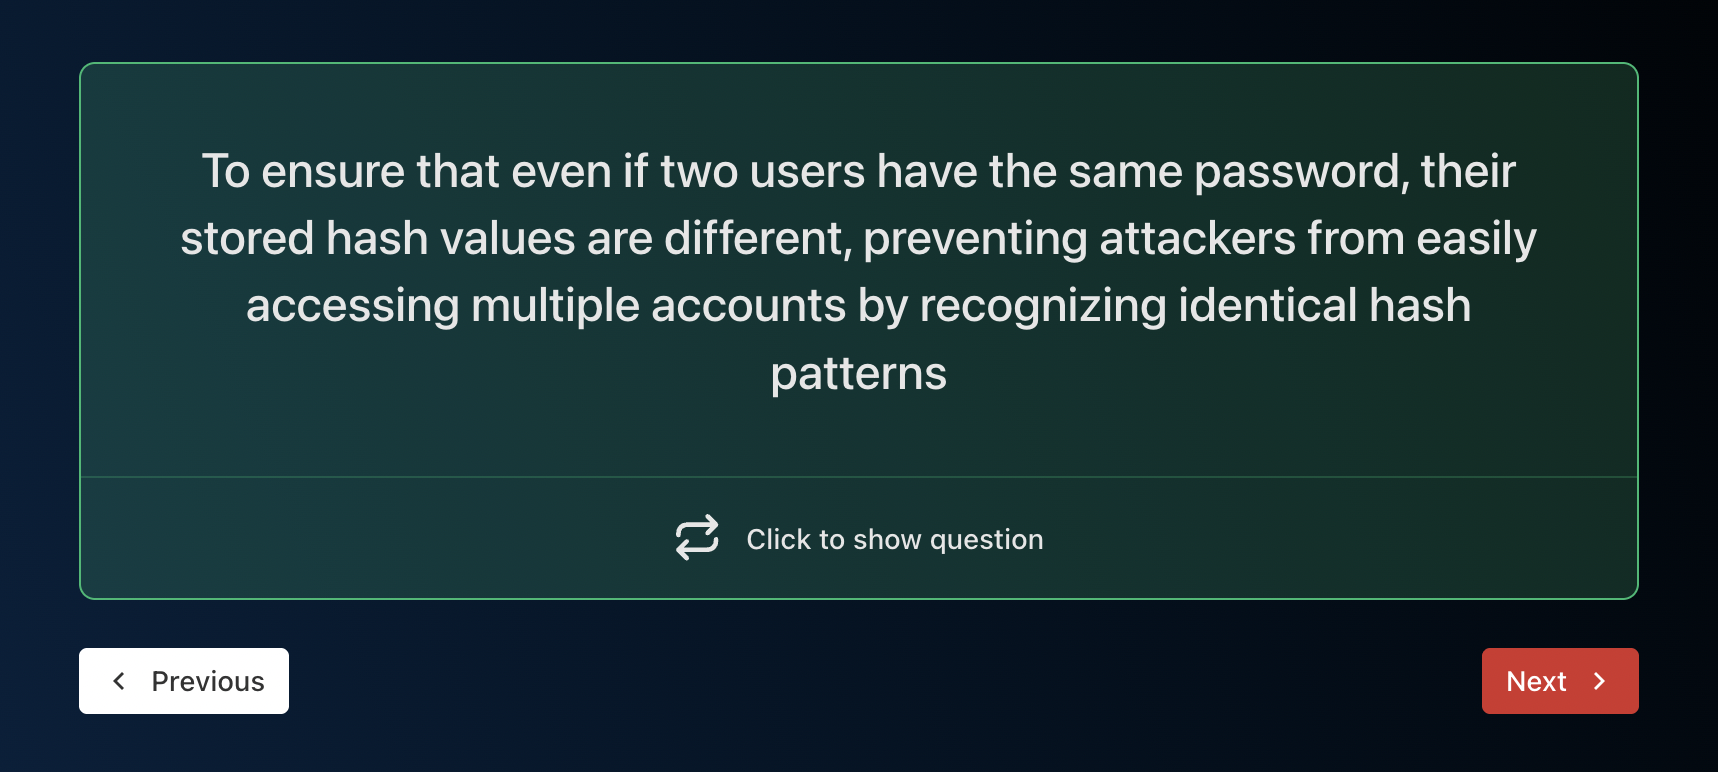 To ensure that even if two users have the same password, their
stored hash values are different, preventing attackers from easily
accessing multiple accounts by recognizing identical hash
patterns
Click to show question
Previous
Next